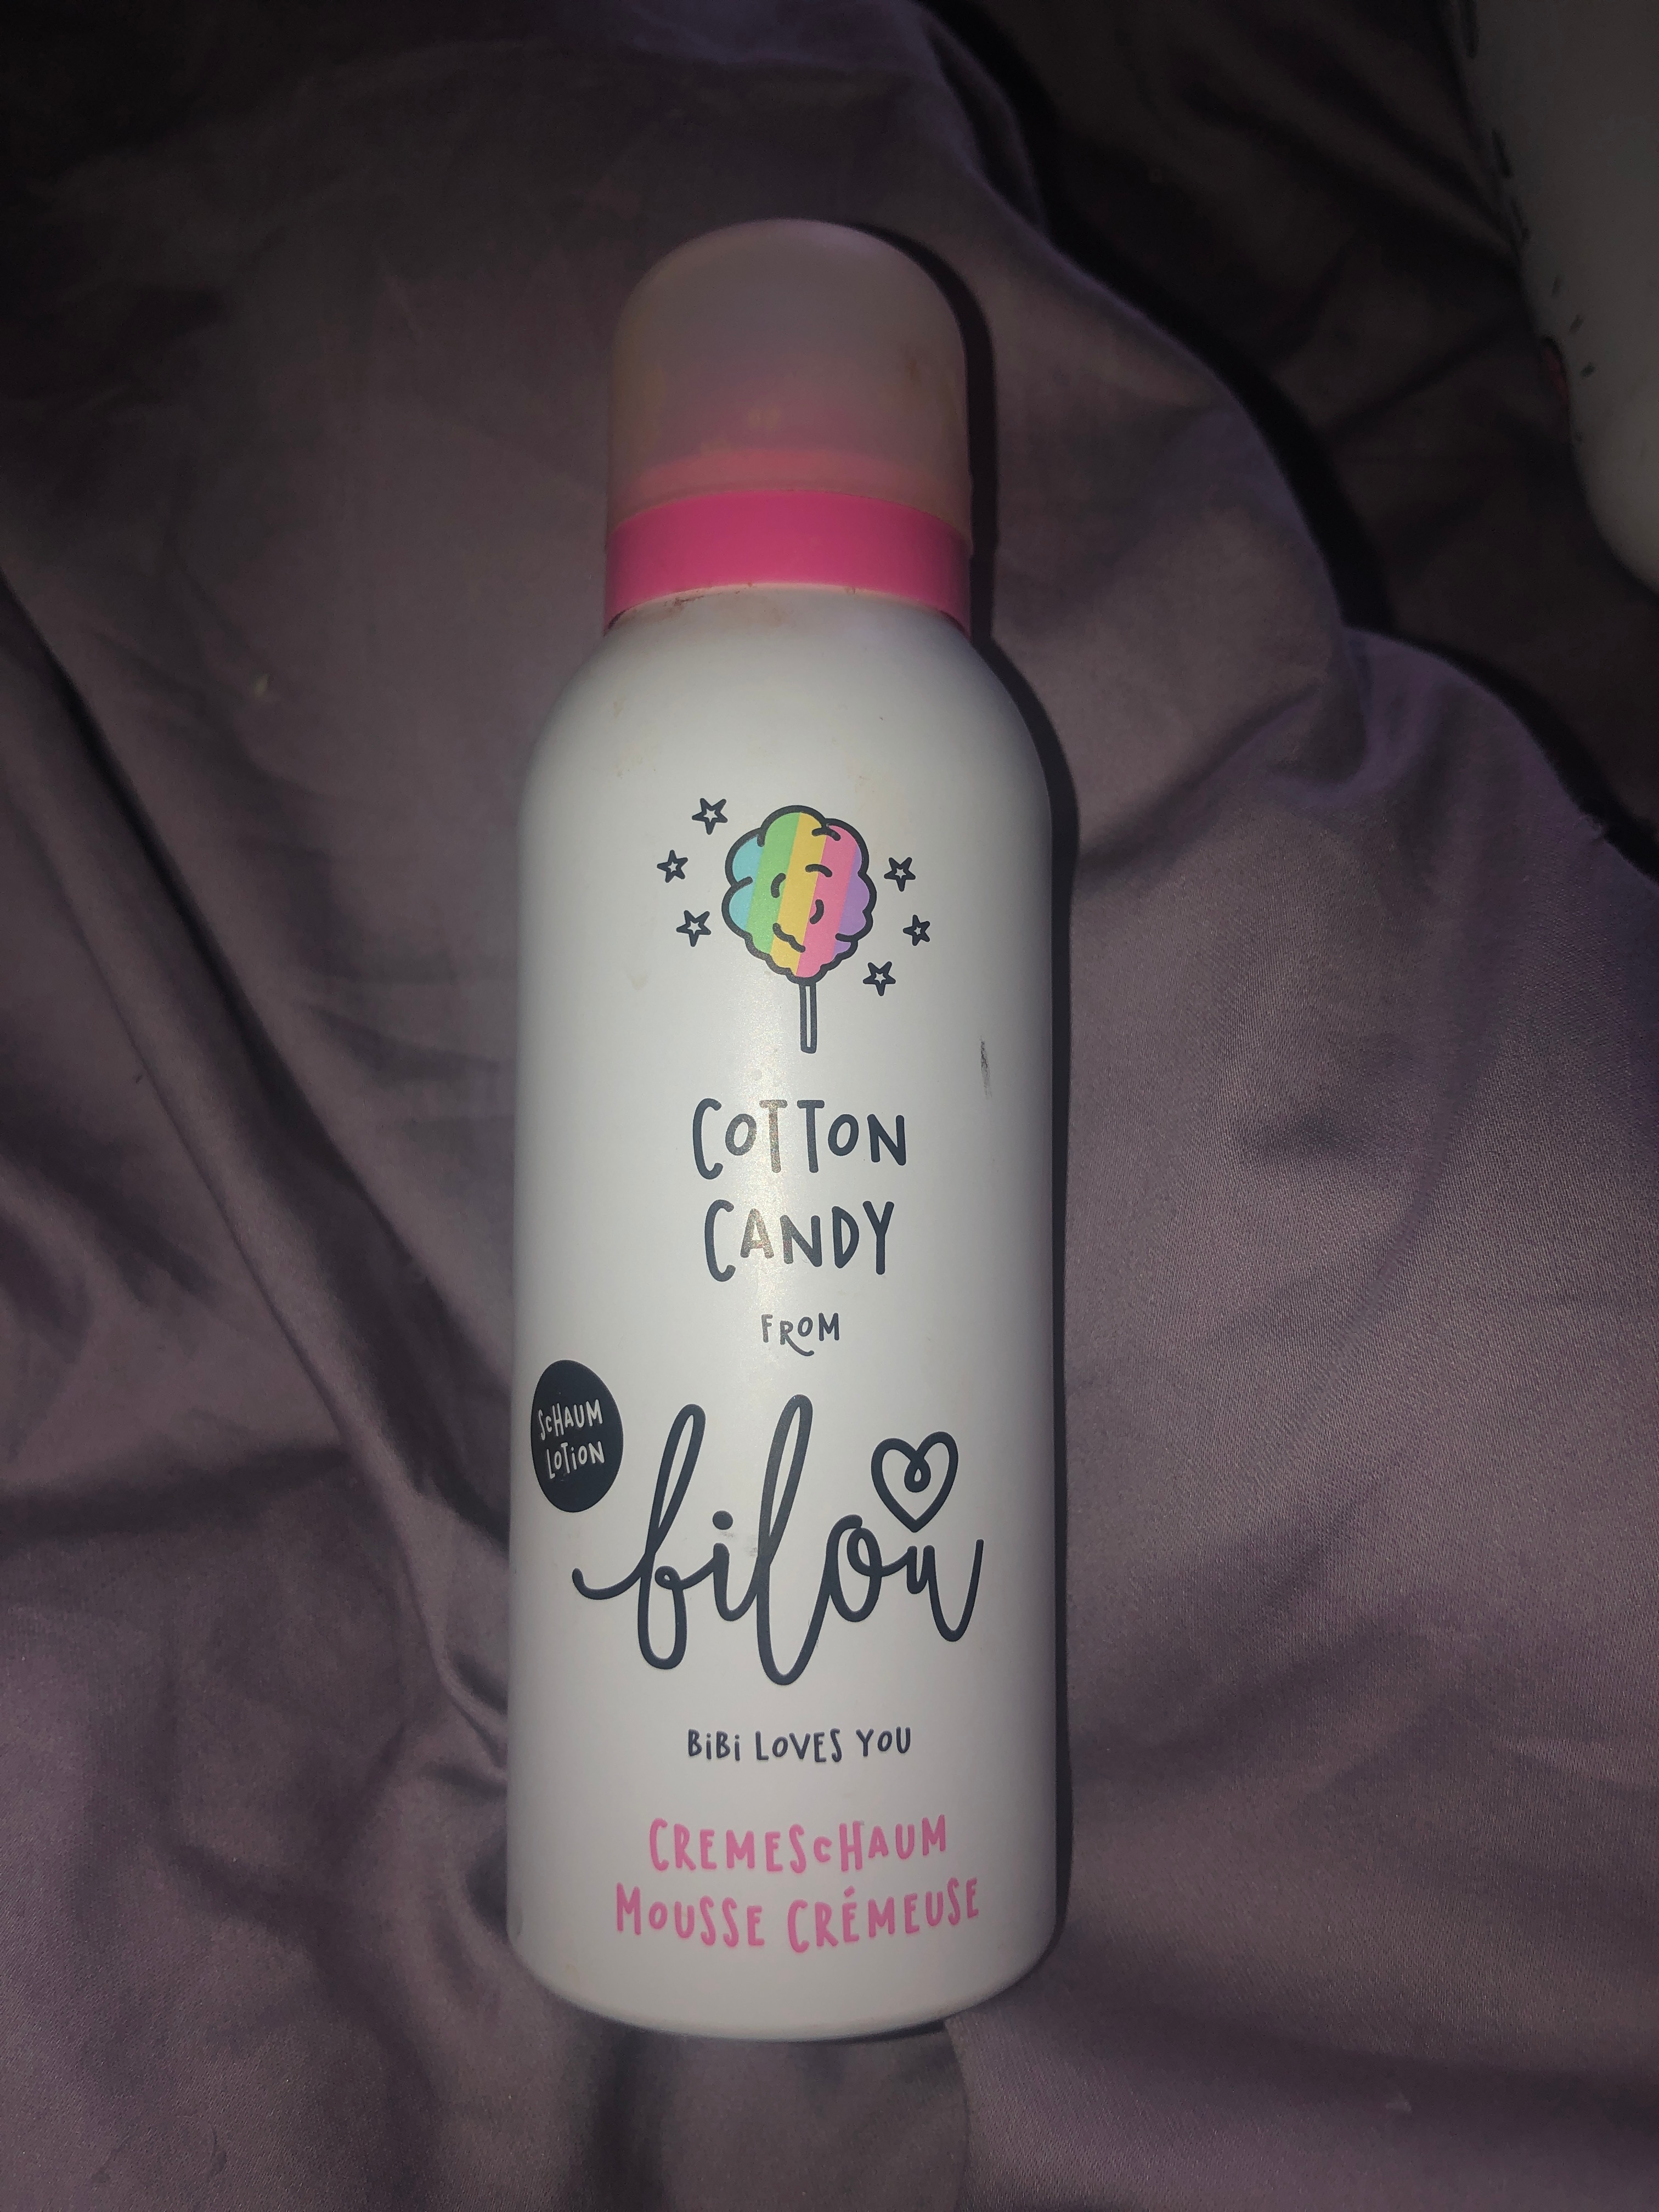 COTTON
CANDY
FROM
SCHAUM
LOTION
bilou
BiBi LOVES YOU
CREMESCHAUM
MOUSSE CRÉMEUSE